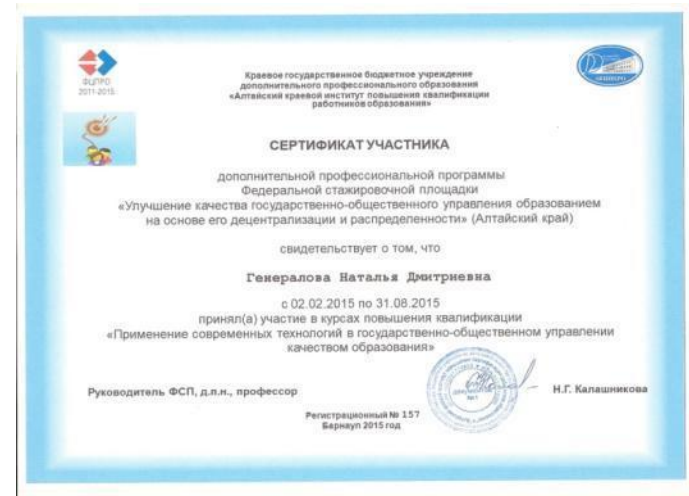 ФЦПРО
2011-2015
Краевое государственное бюджетное учреждение
дополнительного профессионального образования
«Алтайский краевой институт повышения квалификации
работников образования»
СЕРТИФИКАТ УЧАСТНИКА
дополнительной профессиональной программы
Федеральной стажировочной площадки
«Улучшение качества государственно-общественного управления образованием
на основе его децентрализации и распределенности» (Алтайский край)
свидетельствует о том, что
Генералова Наталья Дмитриевна
с 02.02.2015 по 31.08.2015
принял(а) участие в курсах повышения квалификации
«Применение современных технологий в государственно-общественном управлении
качеством образования»
Руководитель ФСП, д.п.н., профессор
Н.Г. Калашникова
Регистрационный № 157
Барнаул 2015 год